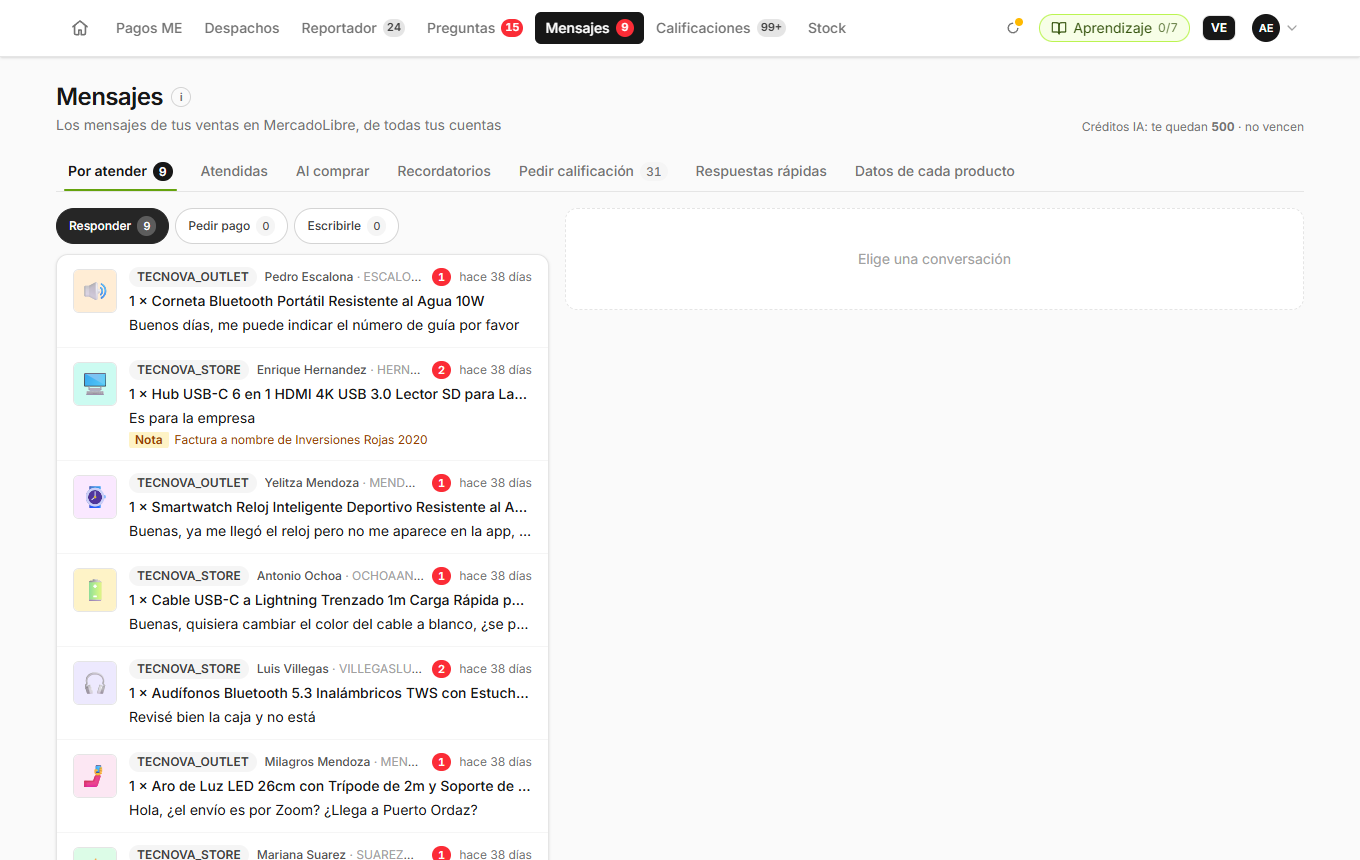 Pagos ME Despachos Reportador 24 Preguntas 15 Mensajes 9 Calificaciones 99+ Stock Aprendizaje 0/7 VE AE
Mensajes i
Los mensajes de tus ventas en MercadoLibre, de todas tus cuentas
Créditos IA: te quedan 500 · no vencen
Por atender 9 Atendidas Al comprar Recordatorios Pedir calificación 31 Respuestas rápidas Datos de cada producto
Responder 9 Pedir pago 0 Escribirle 0
Elige una conversación
TECNOVA_OUTLET Pedro Escalona · ESCALO... 1 hace 38 días
1 × Corneta Bluetooth Portátil Resistente al Agua 10W
Buenos días, me puede indicar el número de guía por favor
TECNOVA_STORE Enrique Hernandez · HERN... 2 hace 38 días
1 × Hub USB-C 6 en 1 HDMI 4K USB 3.0 Lector SD para La...
Es para la empresa
Nota Factura a nombre de Inversiones Rojas 2020
TECNOVA_OUTLET Yelitza Mendoza · MEND... 1 hace 38 días
1 × Smartwatch Reloj Inteligente Deportivo Resistente al A...
Buenas, ya me llegó el reloj pero no me aparece en la app, ...
TECNOVA_STORE Antonio Ochoa · OCHOAAN... 1 hace 38 días
1 × Cable USB-C a Lightning Trenzado 1m Carga Rápida p...
Buenas, quisiera cambiar el color del cable a blanco, ¿se p...
TECNOVA_STORE Luis Villegas · VILLEGASLU... 2 hace 38 días
1 × Audífonos Bluetooth 5.3 Inalámbricos TWS con Estuch...
Revisé bien la caja y no está
TECNOVA_OUTLET Milagros Mendoza · MEN... 1 hace 38 días
1 × Aro de Luz LED 26cm con Trípode de 2m y Soporte de ...
Hola, ¿el envío es por Zoom? ¿Llega a Puerto Ordaz?
TECNOVA_STORE Mariana Suarez · SUAREZ... 1 hace 38 días